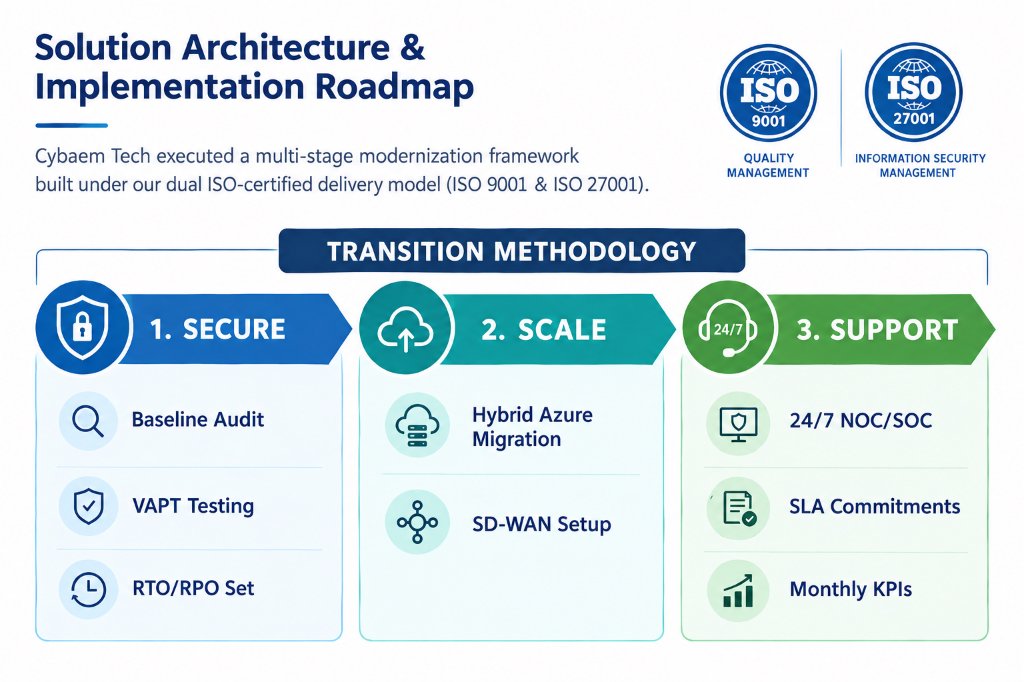 Solution Architecture &
Implementation Roadmap
Cybaem Tech executed a multi-stage modernization framework
built under our dual ISO-certified delivery model (ISO 9001 & ISO 27001).
ISO
9001
QUALITY
MANAGEMENT
ISO
27001
INFORMATION SECURITY
MANAGEMENT
TRANSITION METHODOLOGY
1. SECURE
Baseline Audit
VAPT Testing
RTO/RPO Set
2. SCALE
Hybrid Azure
Migration
SD-WAN Setup
24/7
3. SUPPORT
24/7 NOC/SOC
SLA Commitments
Monthly KPIs